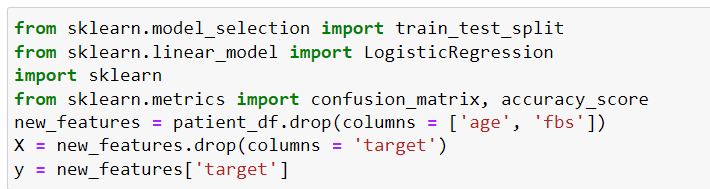 from sklearn.model_selection import train_test_split
from sklearn.linear_model import LogisticRegression
import sklearn
from sklearn.metrics import confusion_matrix, accuracy_score
new_features = patient_df.drop(columns = ['age', 'fbs'])
X = new_features.drop(columns = 'target')
y = new_features['target']